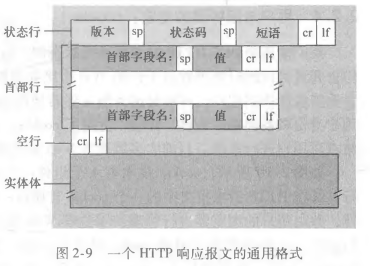 状态行 版本 sp 状态码 sp 短语 cr lf
首部字段名: sp 值 cr lf
首部行
首部字段名: sp 值 cr lf
空行 cr lf
实体体
图 2-9 一个 HTTP 响应报文的通用格式